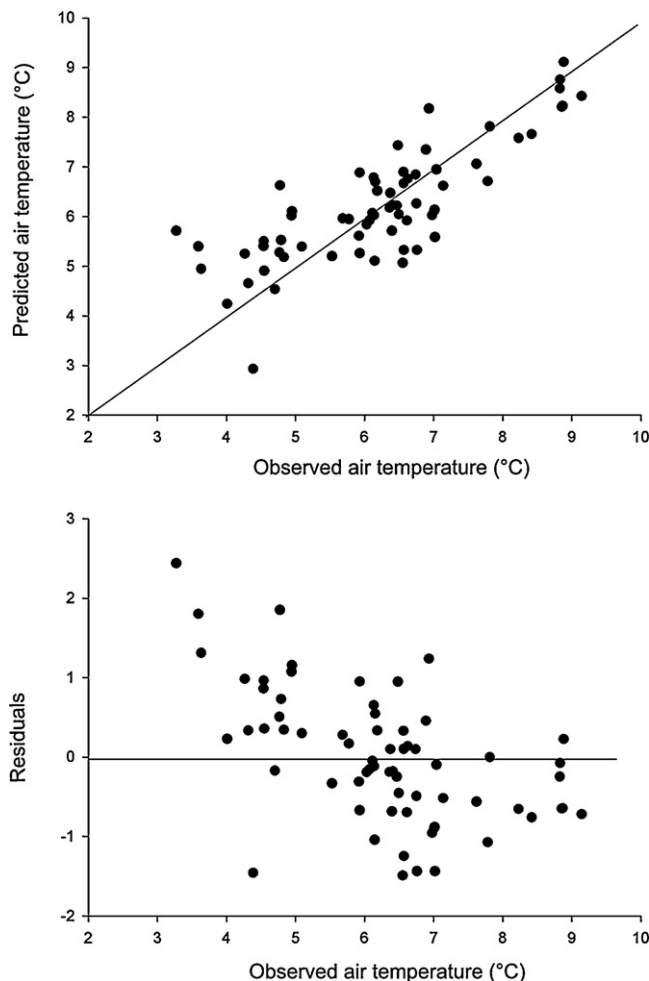 10
9
8
7
6
5
4
3
2
Predicted air temperature (°C)
2 3 4 5 6 7 8 9 10
Observed air temperature (°C)
3
2
1
0
-1
-2
Residuals
2 3 4 5 6 7 8 9 10
Observed air temperature (°C)